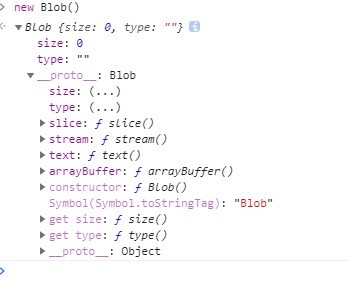 new Blob()
Blob {size: 0, type: ""} i
size: 0
type: ""
__proto__: Blob
size: (...)
type: (...)
slice: ƒ slice()
stream: ƒ stream()
text: ƒ text()
arrayBuffer: ƒ arrayBuffer()
constructor: ƒ Blob()
Symbol(Symbol.toStringTag): "Blob"
get size: ƒ size()
get type: ƒ type()
__proto__: Object